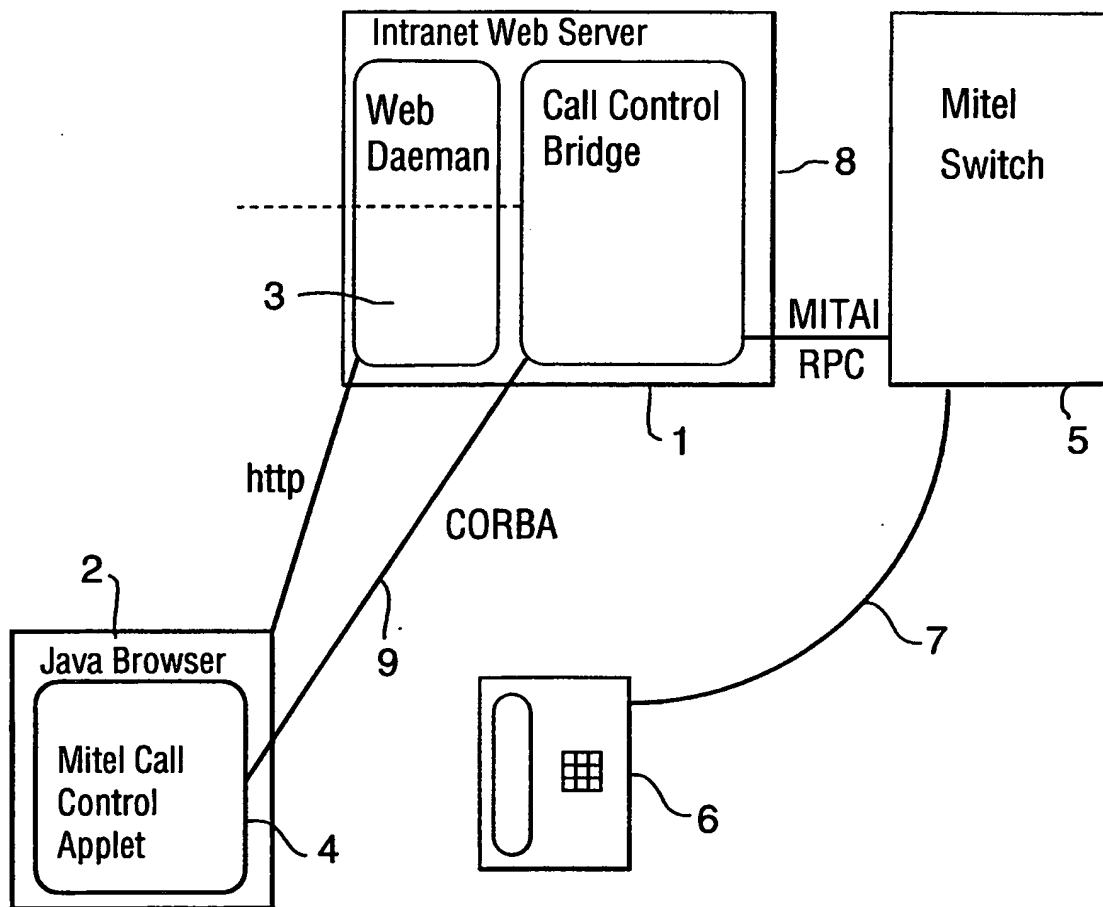 Intranet Web Server
Web
Daeman
Call Control
Bridge
Mitel
Switch
8
3
MITAI
RPC
1
5
http
CORBA
2
9
7
Java Browser
Mitel Call
Control
Applet
4
6